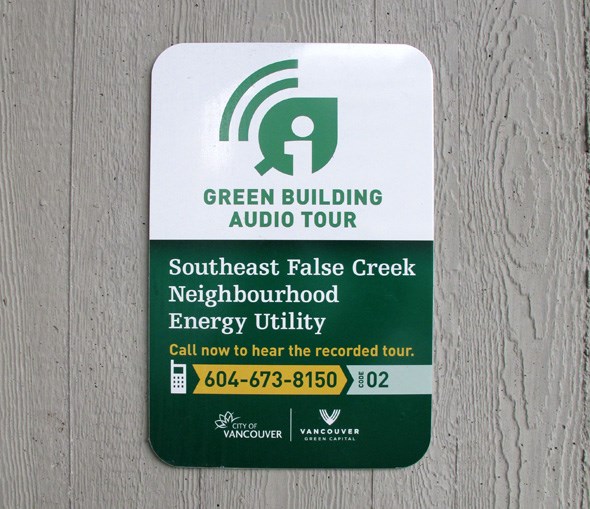 i
GREEN BUILDING
AUDIO TOUR
Southeast False Creek
Neighbourhood
Energy Utility
Call now to hear the recorded tour.
604-673-8150 CODE 02
CITY OF
VANCOUVER
VANCOUVER
GREEN CAPITAL